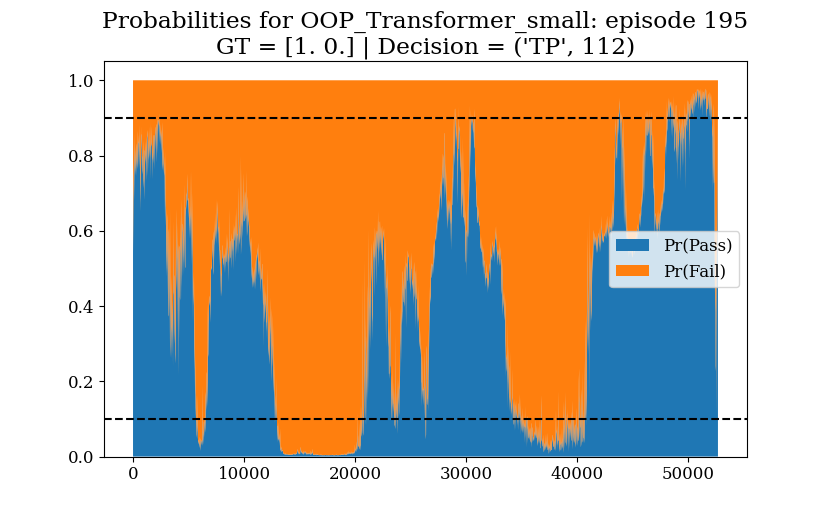 Probabilities for OOP_Transformer_small: episode 195
GT = [1. 0.] | Decision = ('TP', 112)
1.0
0.8
0.6
0.4
0.2
0.0
Pr(Pass)
Pr(Fail)
0 10000 20000 30000 40000 50000